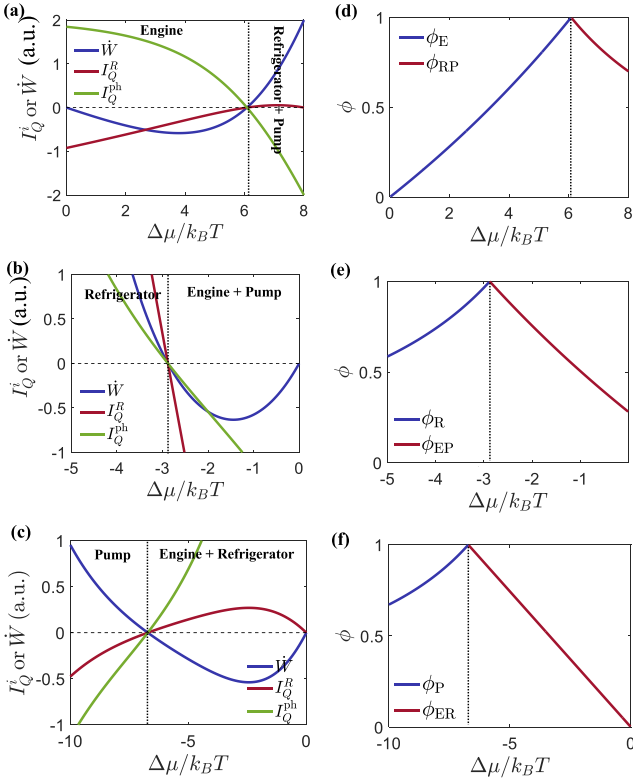 (a)
Engine
Refrigerator + Pump
I_Q^i or Ẇ (a.u.)
2
1
0
-1
-2
Ẇ
I_Q^R
I_Q^ph
0 2 4 6 8
Δμ/k_BT
(d)
ϕ
1
0.5
0
ϕ_E
ϕ_RP
0 2 4 6 8
Δμ/k_BT
(b)
Refrigerator
Engine + Pump
I_Q^i or Ẇ (a.u.)
1
0.5
0
-0.5
-1
Ẇ
I_Q^R
I_Q^ph
-5 -4 -3 -2 -1 0
Δμ/k_BT
(e)
ϕ
1
0.5
0
ϕ_R
ϕ_EP
-5 -4 -3 -2 -1
Δμ/k_BT
(c)
Pump
Engine + Refrigerator
I_Q^i or Ẇ (a.u.)
1
0.5
0
-0.5
-1
Ẇ
I_Q^R
I_Q^ph
-10 -5 0
Δμ/k_BT
(f)
ϕ
1
0.5
0
ϕ_P
ϕ_ER
-10 -5 0
Δμ/k_BT